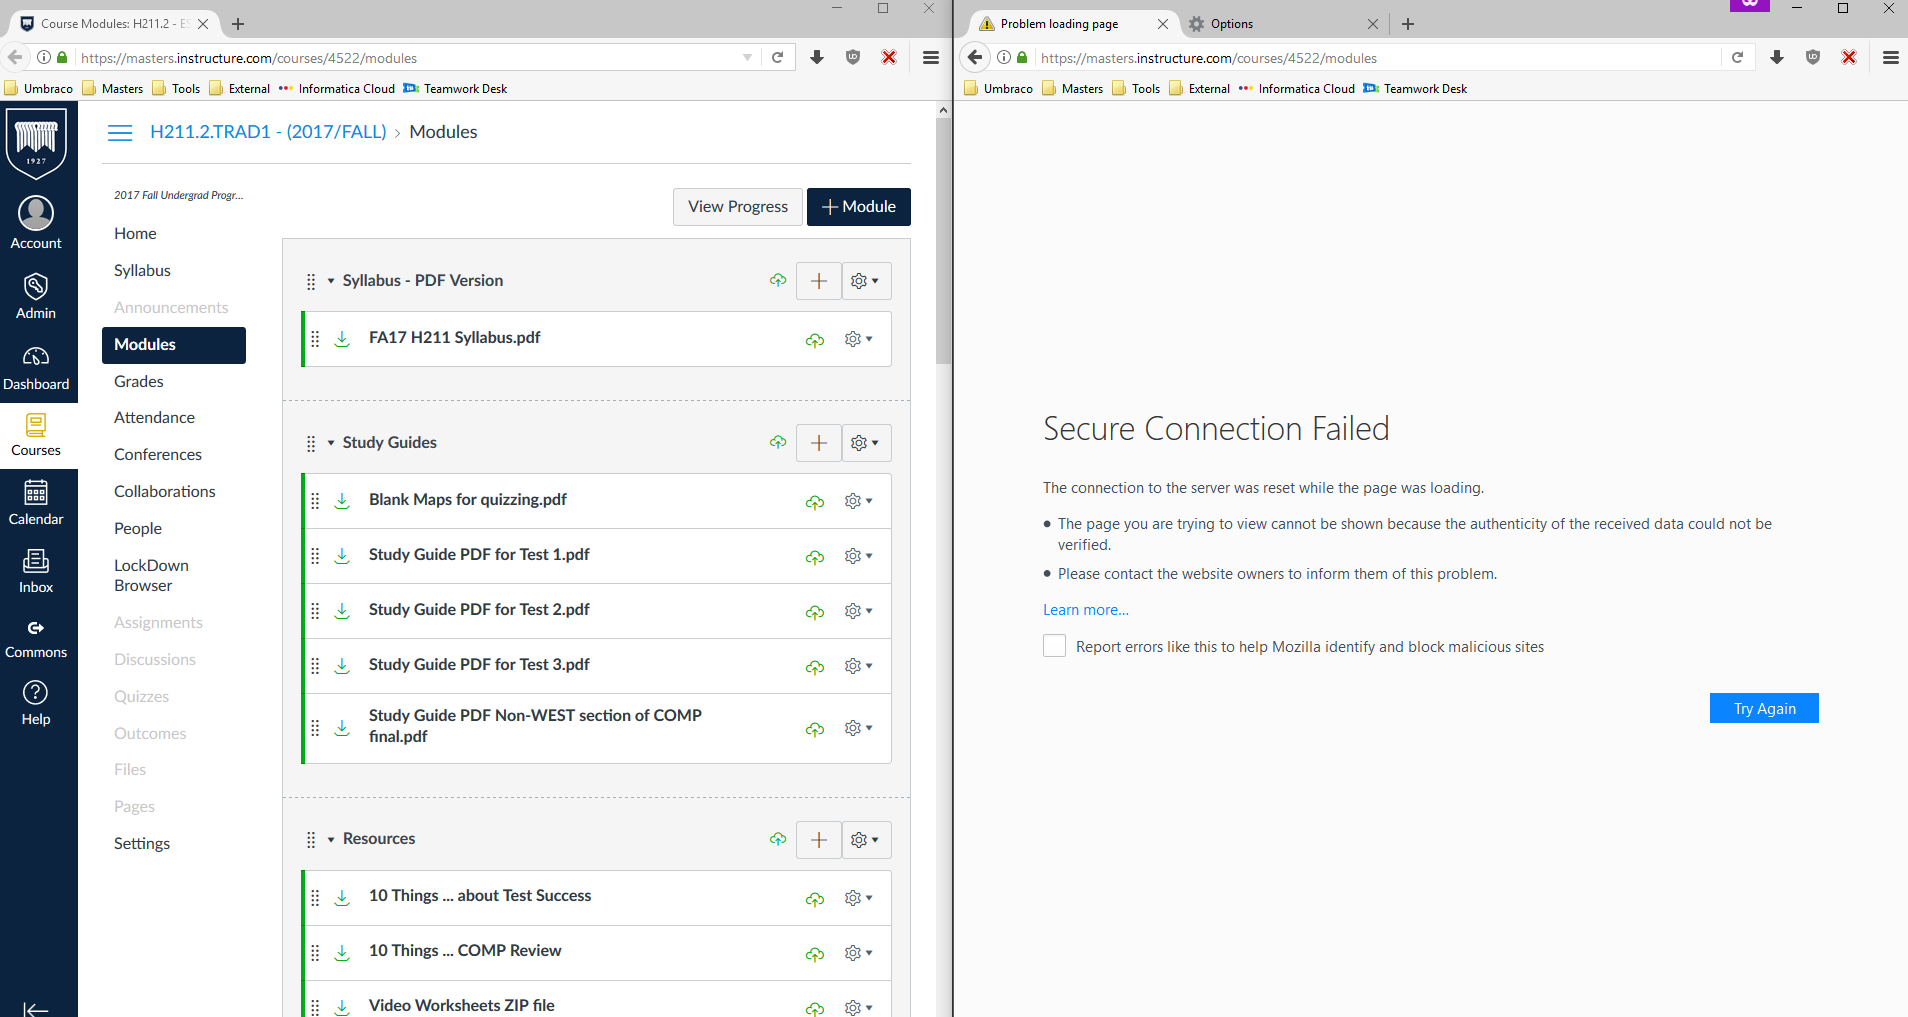 Course Modules: H211.2 - ES
https://masters.instructure.com/courses/4522/modules
Umbraco
Masters
Tools
External
Informatica Cloud
Teamwork Desk
1927
Account
Admin
Dashboard
Courses
Calendar
Inbox
Commons
Help
H211.2.TRAD1 - (2017/FALL) › Modules
2017 Fall Undergrad Progr...
Home
Syllabus
Announcements
Modules
Grades
Attendance
Conferences
Collaborations
People
LockDown
Browser
Assignments
Discussions
Quizzes
Outcomes
Files
Pages
Settings
View Progress
+ Module
Syllabus - PDF Version
FA17 H211 Syllabus.pdf
Study Guides
Blank Maps for quizzing.pdf
Study Guide PDF for Test 1.pdf
Study Guide PDF for Test 2.pdf
Study Guide PDF for Test 3.pdf
Study Guide PDF Non-WEST section of COMP
final.pdf
Resources
10 Things ... about Test Success
10 Things ... COMP Review
Video Worksheets ZIP file
Problem loading page
Options
https://masters.instructure.com/courses/4522/modules
Umbraco
Masters
Tools
External
Informatica Cloud
Teamwork Desk
Secure Connection Failed
The connection to the server was reset while the page was loading.
• The page you are trying to view cannot be shown because the authenticity of the received data could not be
verified.
• Please contact the website owners to inform them of this problem.
Learn more...
Report errors like this to help Mozilla identify and block malicious sites
Try Again